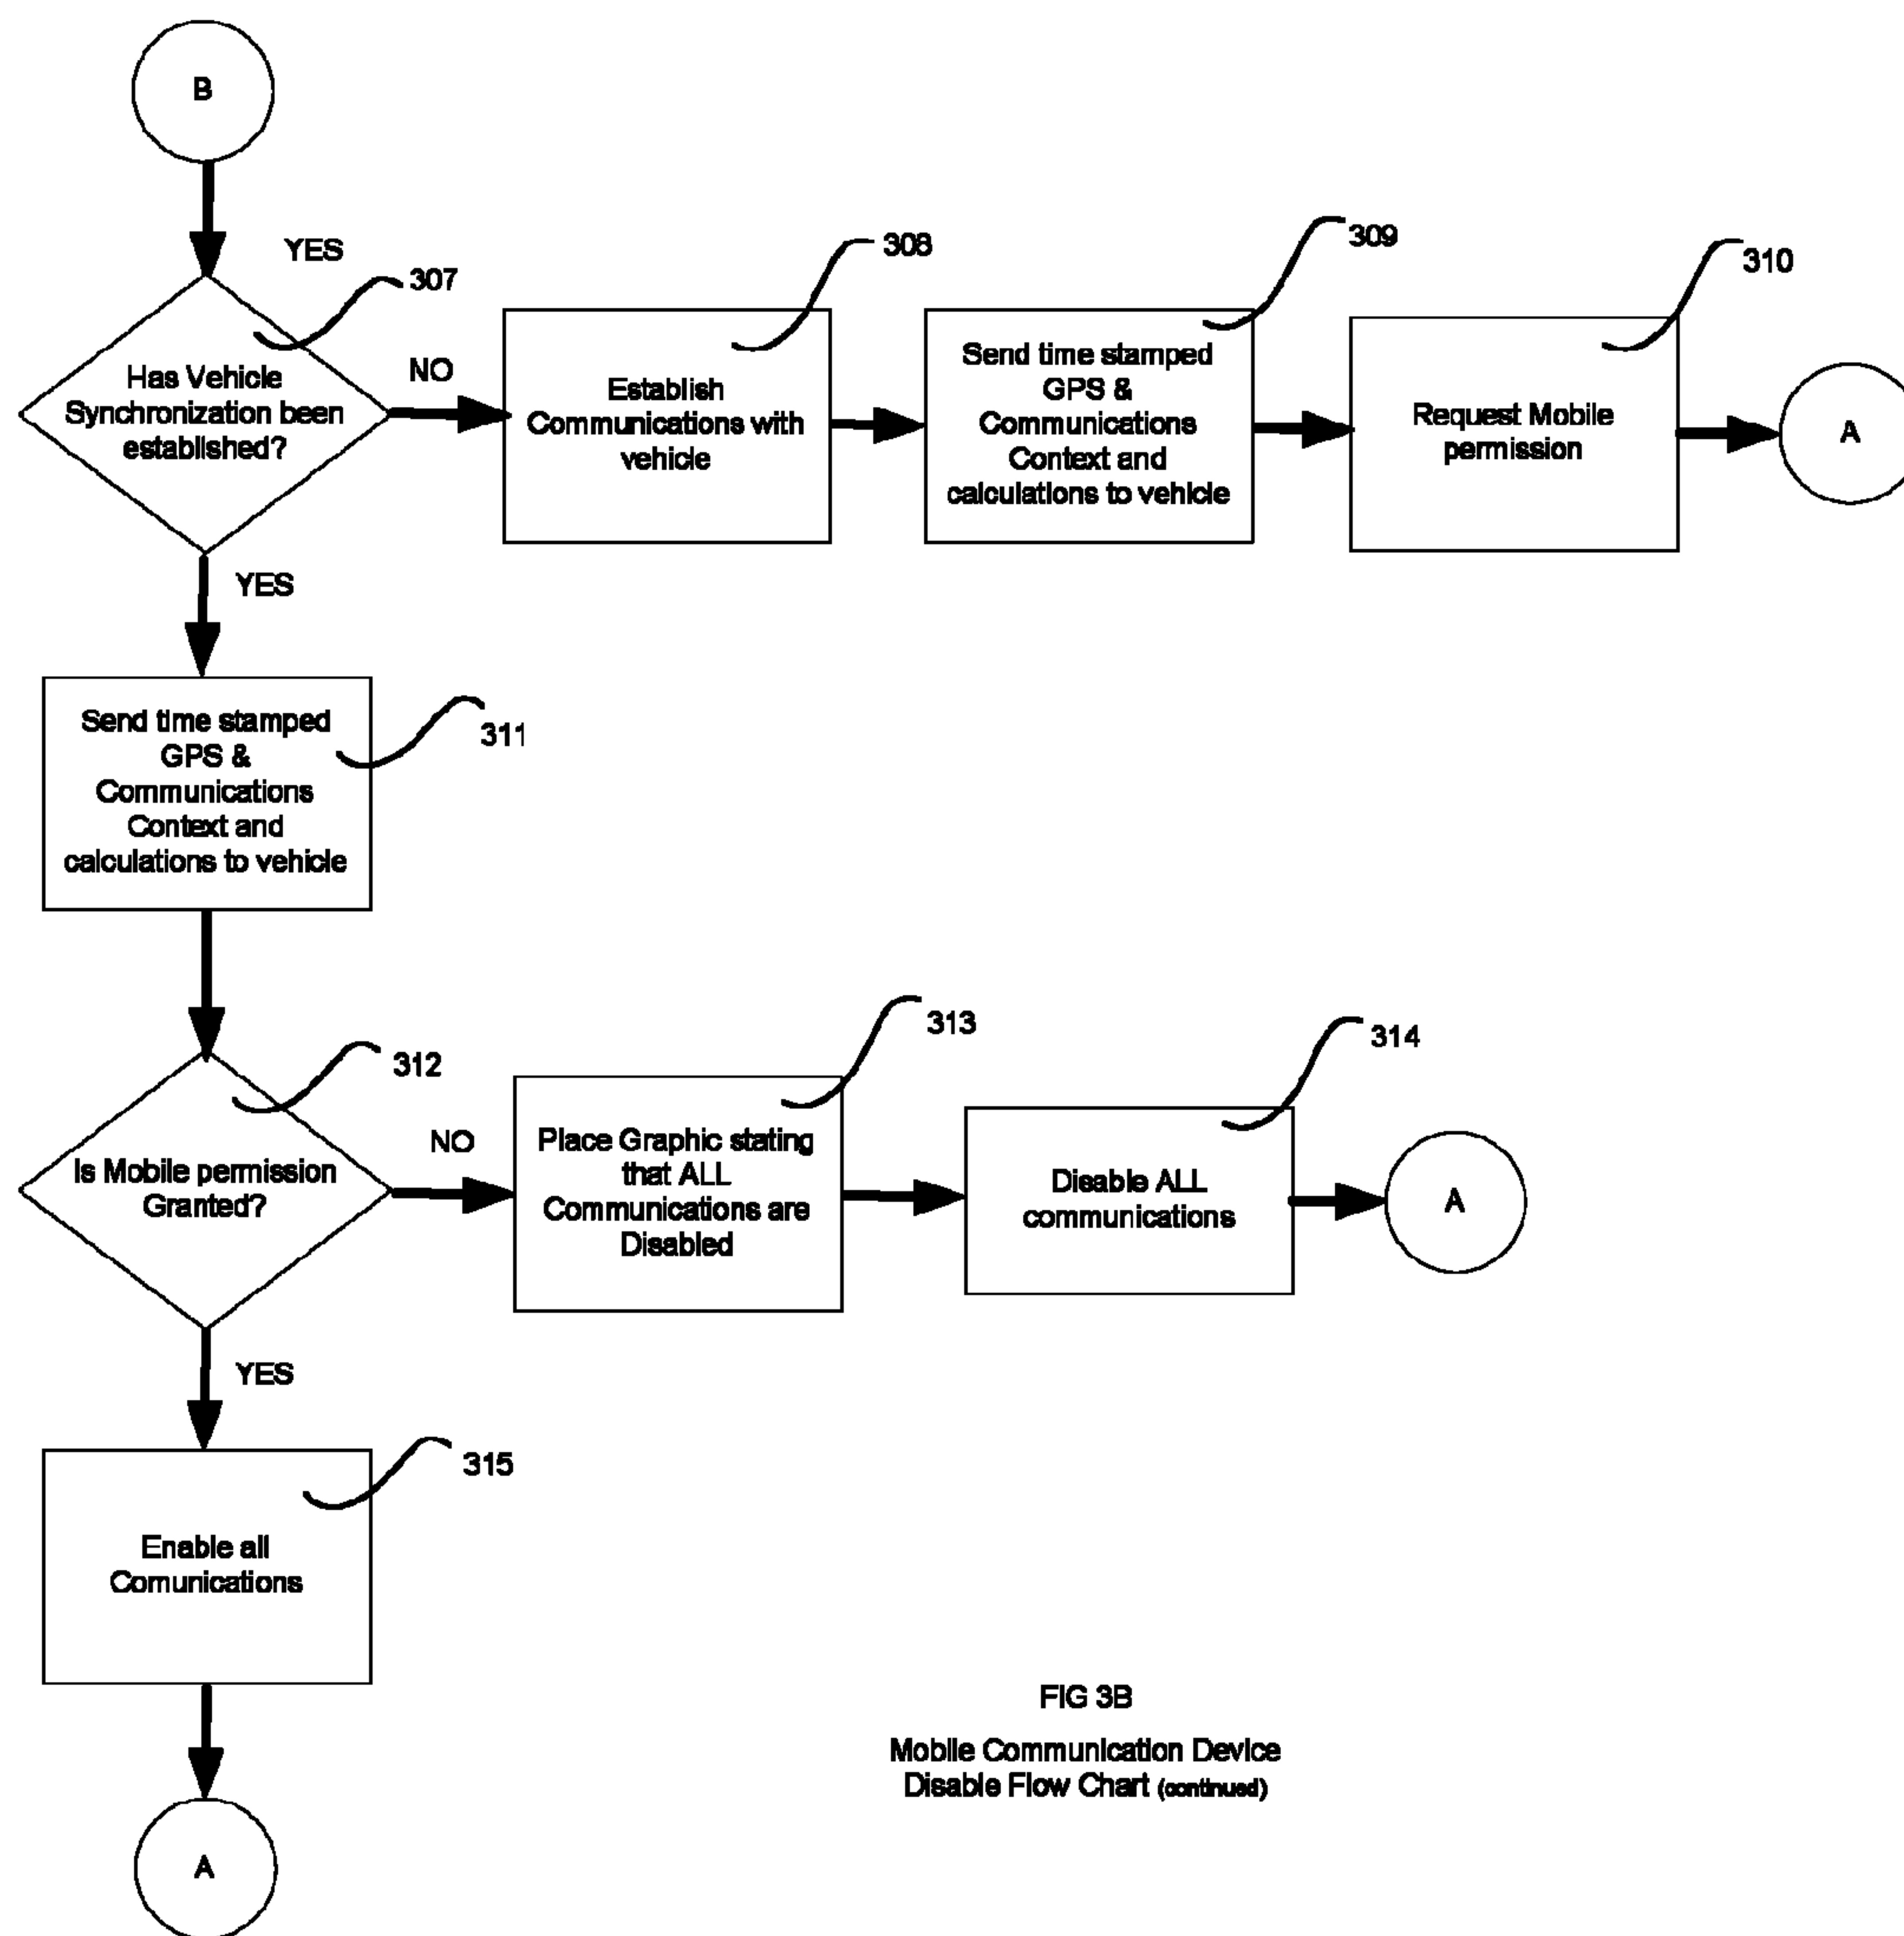 B
YES
307
Has Vehicle
Synchronization been
established?
NO
308
Establish
Communications with
vehicle
309
Send time stamped
GPS &
Communications
Context and
calculations to vehicle
310
Request Mobile
permission
A
YES
311
Send time stamped
GPS &
Communications
Context and
calculations to vehicle
312
Is Mobile permission
Granted?
NO
313
Place Graphic stating
that ALL
Communications are
Disabled
314
Disable ALL
communications
A
YES
315
Enable all
Comunications
A
FIG 3B
Mobile Communication Device
Disable Flow Chart (continued)